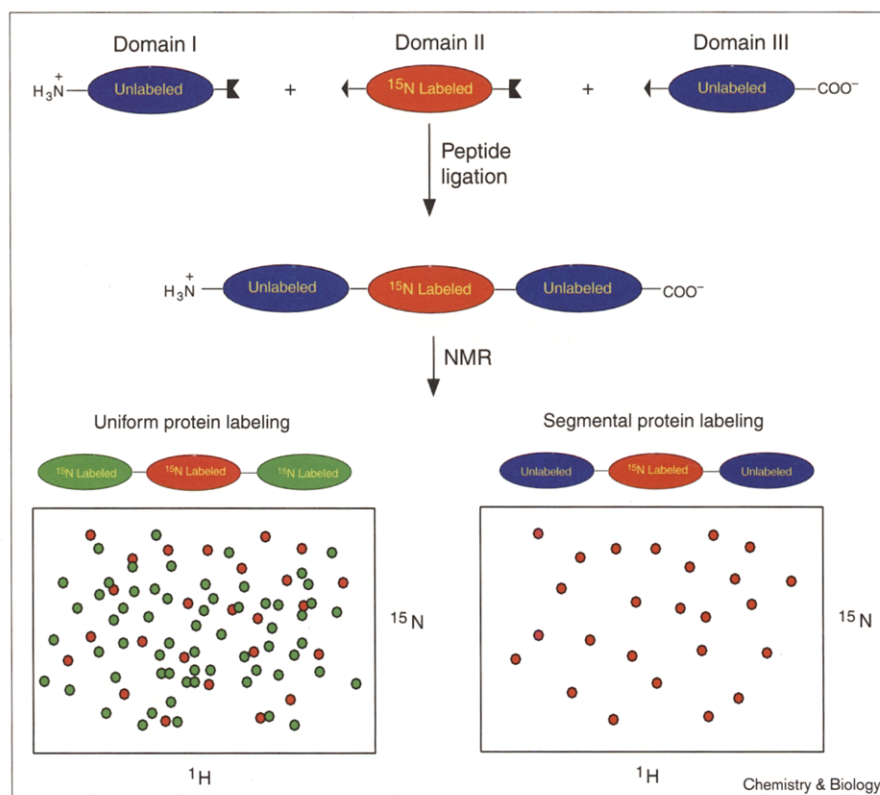 Domain I
Domain II
Domain III
H₃N⁺
Unlabeled
+
¹⁵N Labeled
+
Unlabeled
COO⁻
Peptide
ligation
H₃N⁺
Unlabeled
¹⁵N Labeled
Unlabeled
COO⁻
NMR
Uniform protein labeling
Segmental protein labeling
¹⁵N Labeled
¹⁵N Labeled
¹⁵N Labeled
Unlabeled
¹⁵N Labeled
Unlabeled
¹⁵N
¹⁵N
¹H
¹H
Chemistry & Biology